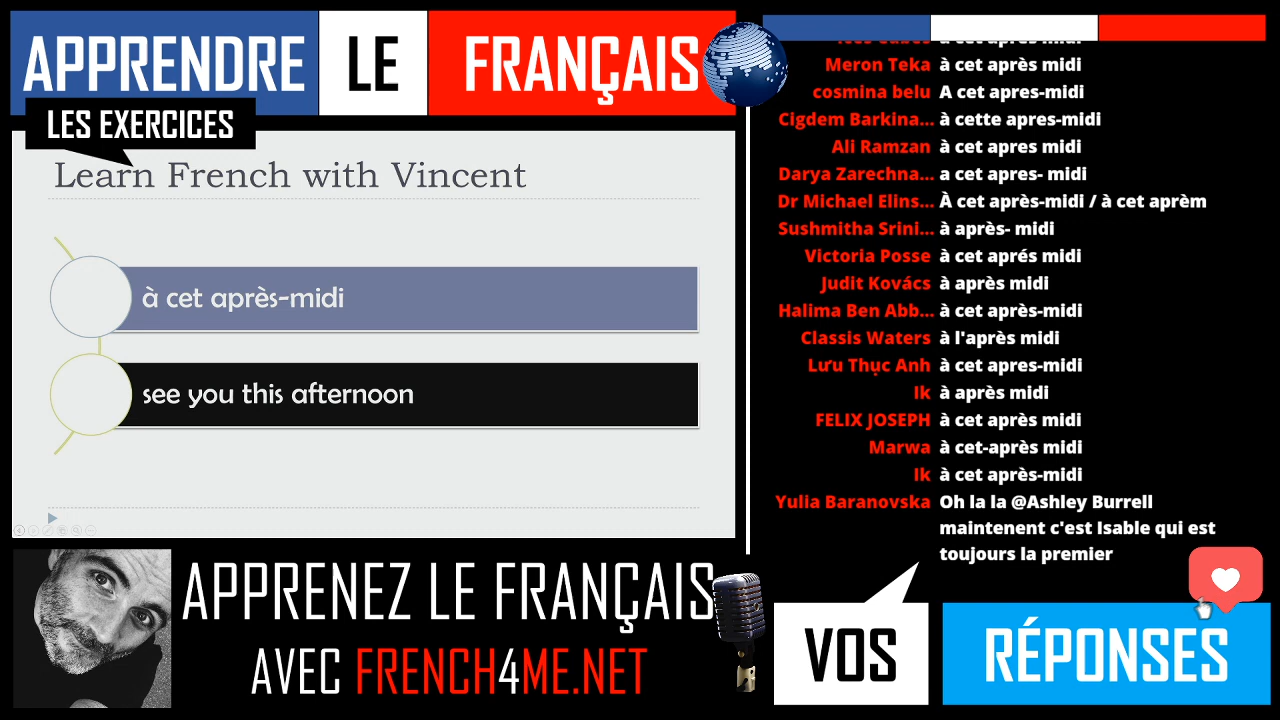 APPRENDRE LE FRANÇAIS
LES EXERCICES
Learn French with Vincent
à cet après-midi
see you this afternoon
APPRENEZ LE FRANÇAIS
AVEC FRENCH4ME.NET
Meron Teka à cet après midi
cosmina belu A cet apres-midi
Cigdem Barkina... à cette apres-midi
Ali Ramzan à cet apres midi
Darya Zarechna... a cet apres- midi
Dr Michael Elins... À cet après-midi / à cet aprèm
Sushmitha Srini... à après- midi
Victoria Posse à cet aprés midi
Judit Kovács à après midi
Halima Ben Abb... à cet après-midi
Classis Waters à l'après midi
Lưu Thục Anh à cet apres-midi
Ik à après midi
FELIX JOSEPH à cet après midi
Marwa à cet-après midi
Ik à cet après-midi
Yulia Baranovska Oh la la @Ashley Burrell
maintenent c'est Isable qui est
toujours la premier
VOS RÉPONSES